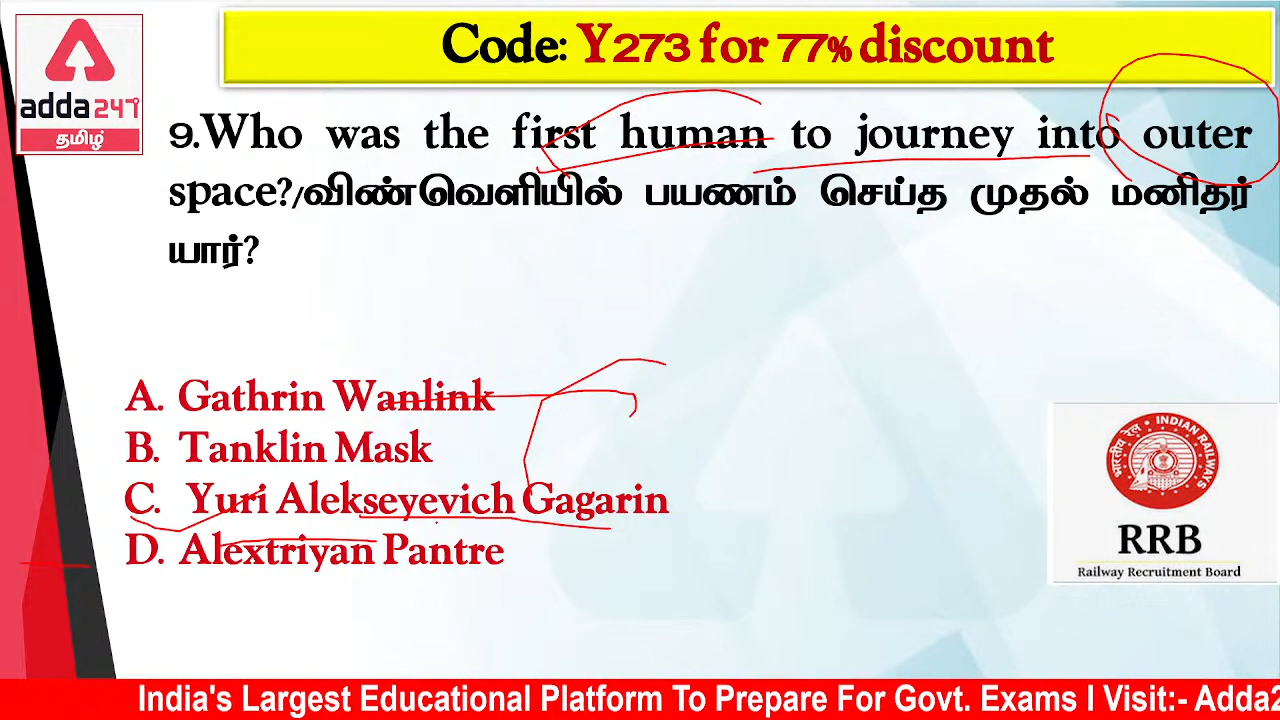 Code: Y273 for 77% discount
adda247
தமிழ்
9.Who was the first human to journey into outer
space?/விண்வெளியில் பயணம் செய்த முதல் மனிதர்
யார்?
A. Gathrin Wanlink
B. Tanklin Mask
C. Yuri Alekseyevich Gagarin
D. Alextriyan Pantre
भारतीय रेल INDIAN RAILWAYS
RRB
Railway Recruitment Board
India's Largest Educational Platform To Prepare For Govt. Exams I Visit:- Adda2